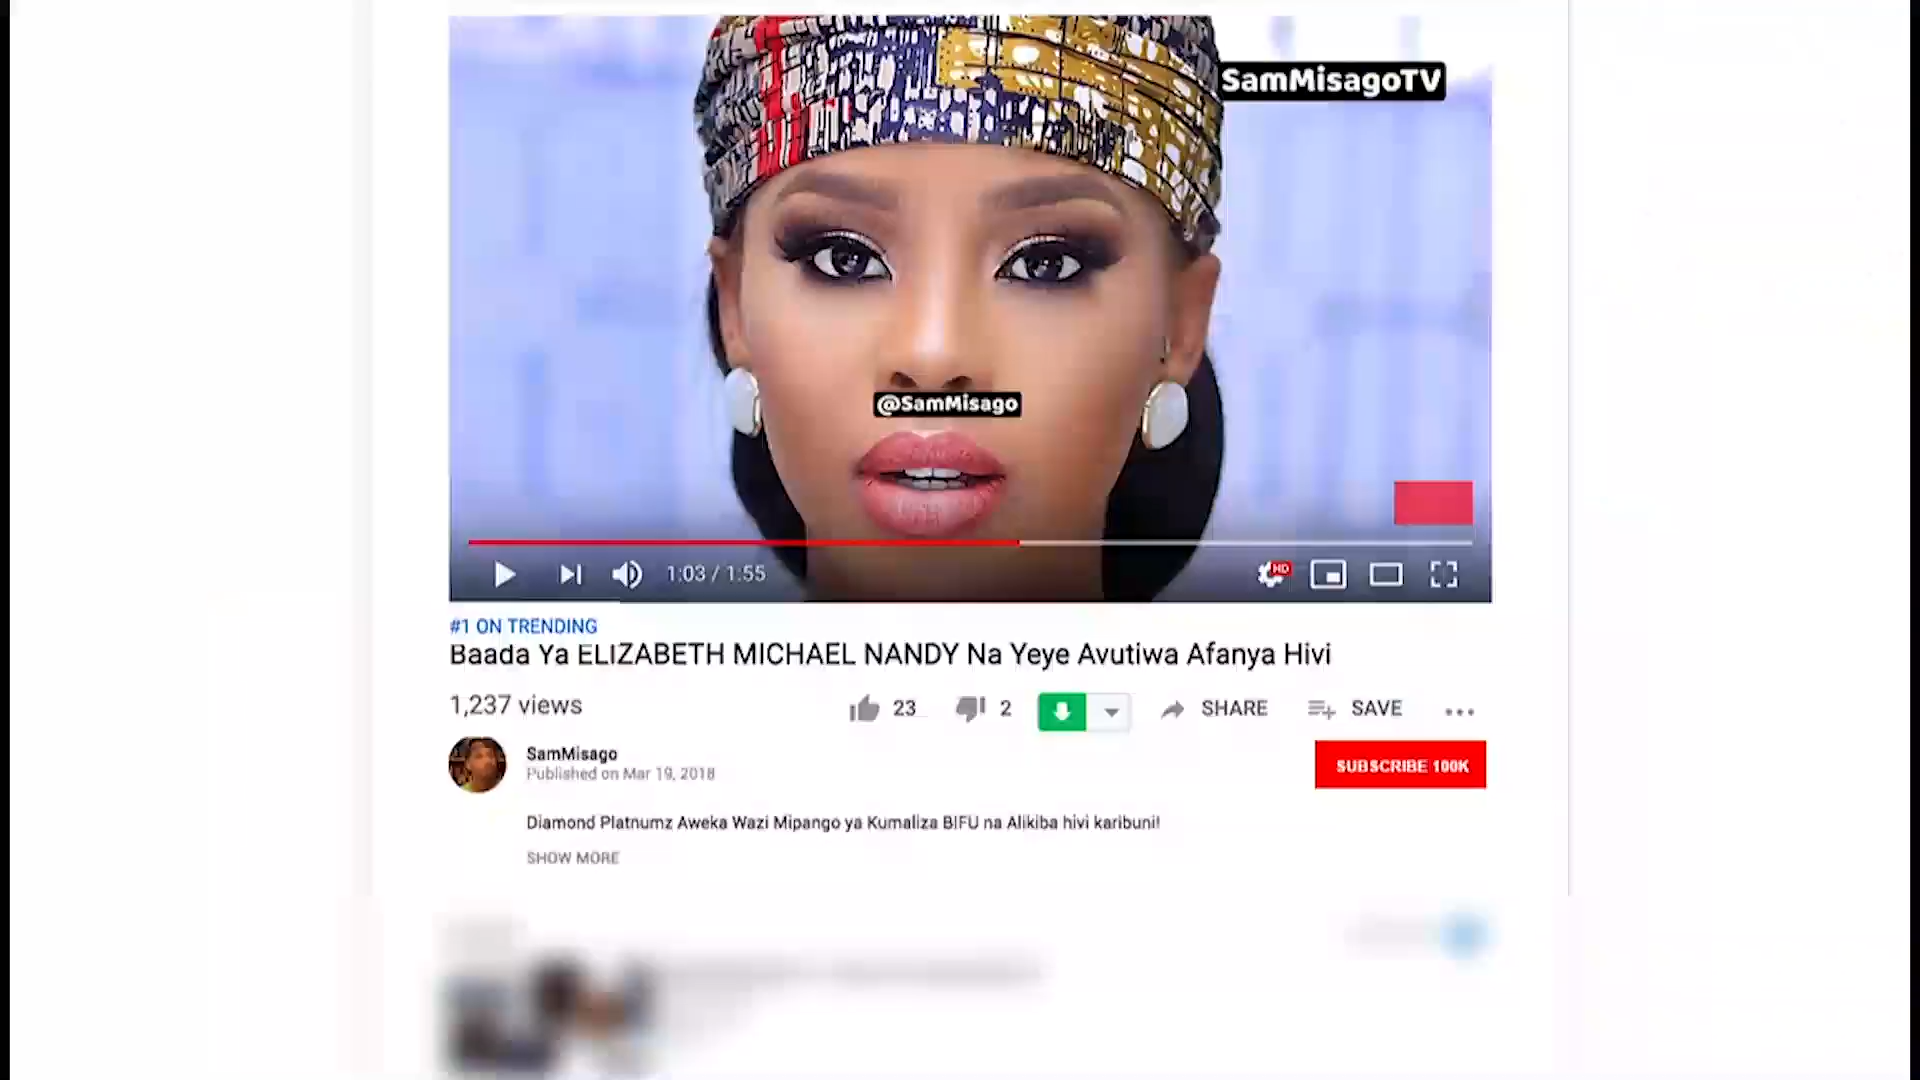 SamMisagoTV
@SamMisago
1:03 / 1:55
HD
#1 ON TRENDING
Baada Ya ELIZABETH MICHAEL NANDY Na Yeye Avutiwa Afanya Hivi
1,237 views
23
2
SHARE
SAVE
SamMisago
Published on Mar 19, 2018
SUBSCRIBE 100K
Diamond Platnumz Aweka Wazi Mipango ya Kumaliza BIFU na Alikiba hivi karibuni!
SHOW MORE